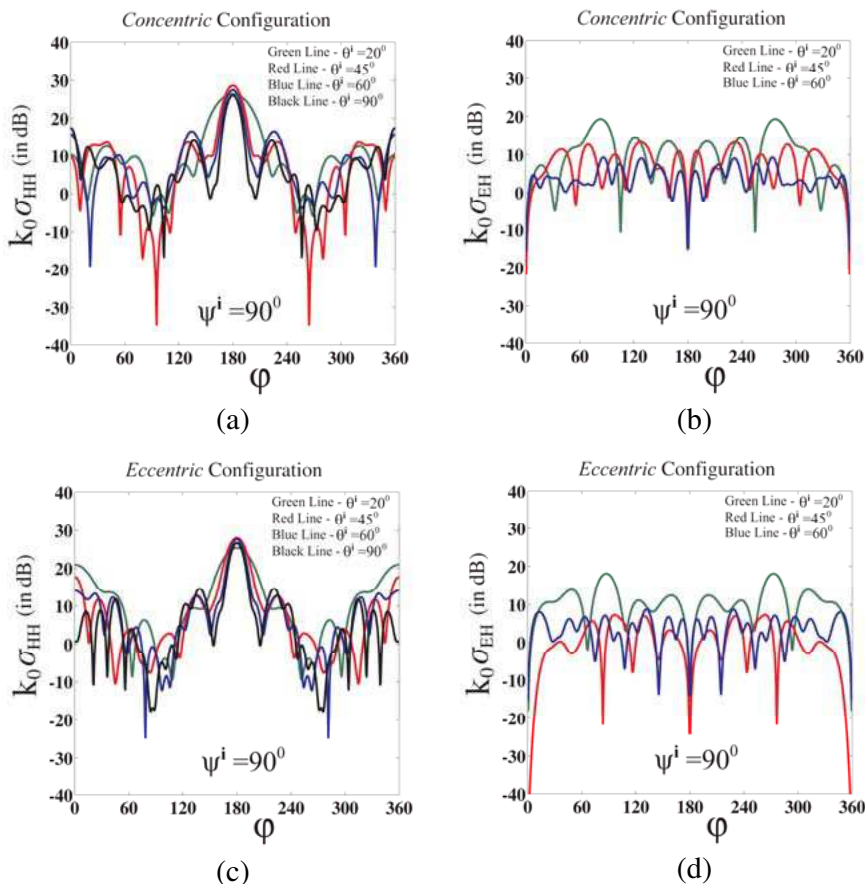 Concentric Configuration
Green Line - θⁱ =20⁰
Red Line - θⁱ =45⁰
Blue Line - θⁱ =60⁰
Black Line - θⁱ =90⁰
k₀σ_HH (in dB)
40
30
20
10
0
-10
-20
-30
-40
ψⁱ =90⁰
0 60 120 180 240 300 360
φ
(a)
Concentric Configuration
Green Line - θⁱ =20⁰
Red Line - θⁱ =45⁰
Blue Line - θⁱ =60⁰
k₀σ_EH (in dB)
40
30
20
10
0
-10
-20
-30
-40
ψⁱ =90⁰
0 60 120 180 240 300 360
φ
(b)
Eccentric Configuration
Green Line - θⁱ =20⁰
Red Line - θⁱ =45⁰
Blue Line - θⁱ =60⁰
Black Line - θⁱ =90⁰
k₀σ_HH (in dB)
40
30
20
10
0
-10
-20
-30
-40
ψⁱ =90⁰
0 60 120 180 240 300 360
φ
(c)
Eccentric Configuration
Green Line - θⁱ =20⁰
Red Line - θⁱ =45⁰
Blue Line - θⁱ =60⁰
k₀σ_EH (in dB)
40
30
20
10
0
-10
-20
-30
-40
ψⁱ =90⁰
0 60 120 180 240 300 360
φ
(d)